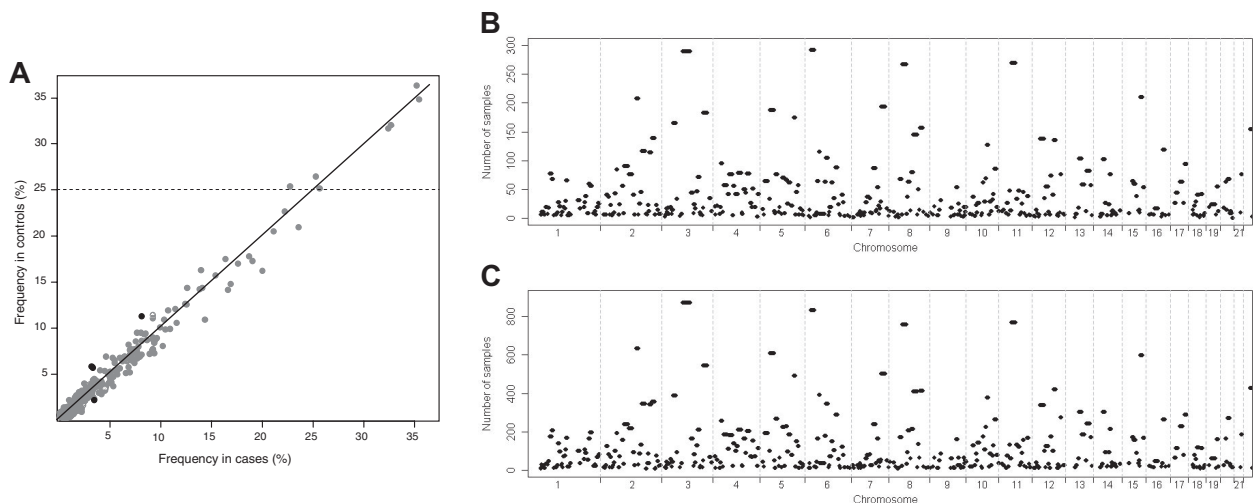 A
Frequency in controls (%)
35
30
25
20
15
10
5
5 10 15 20 25 30 35
Frequency in cases (%)
B
Number of samples
300
250
200
150
100
50
0
1 2 3 4 5 6 7 8 9 10 11 12 13 14 15 16 17 18 19 21
Chromosome
C
Number of samples
800
600
400
200
0
1 2 3 4 5 6 7 8 9 10 11 12 13 14 15 16 17 18 19 21
Chromosome